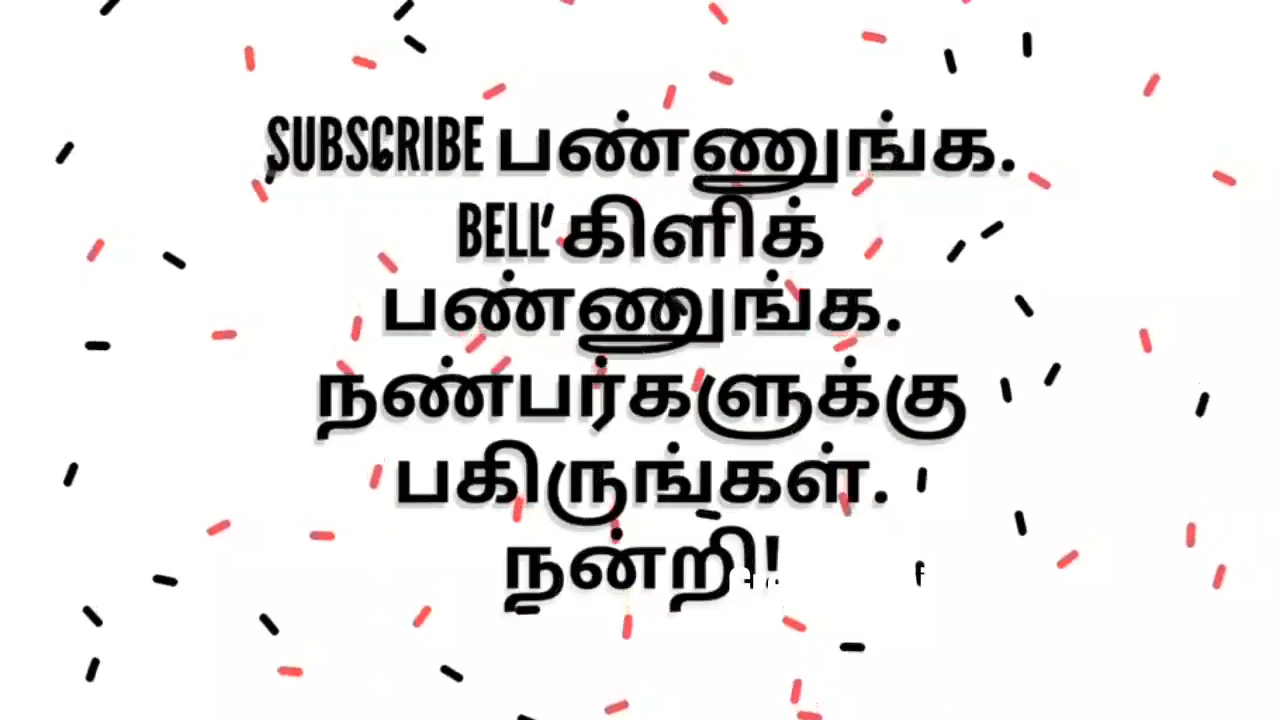 SUBSCRIBE பண்ணுங்க.
BELL' கிளிக்
பண்ணுங்க.
நண்பர்களுக்கு
பகிருங்கள்.
நன்றி!